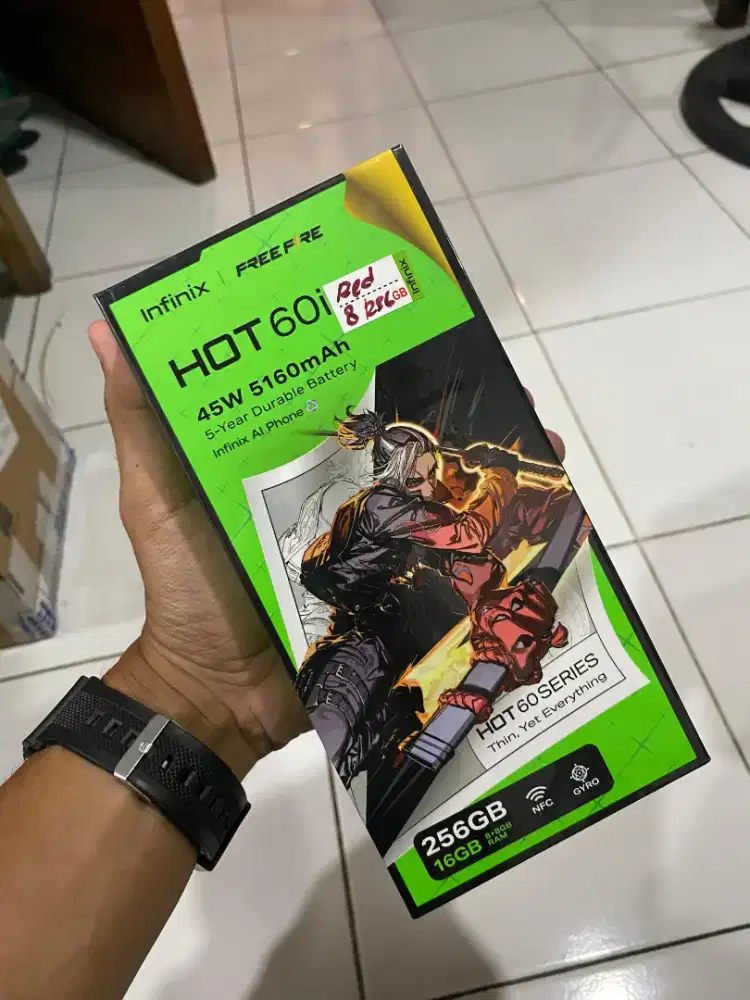 Infinix | FREE FIRE
HOT 60i
Red
8/256GB
Infinix
45W 5160mAh
5-Year Durable Battery
Infinix AI Phone
HOT 60 SERIES
Thin, Yet Everything
256GB
16GB 8+8GB RAM
NFC
GYRO